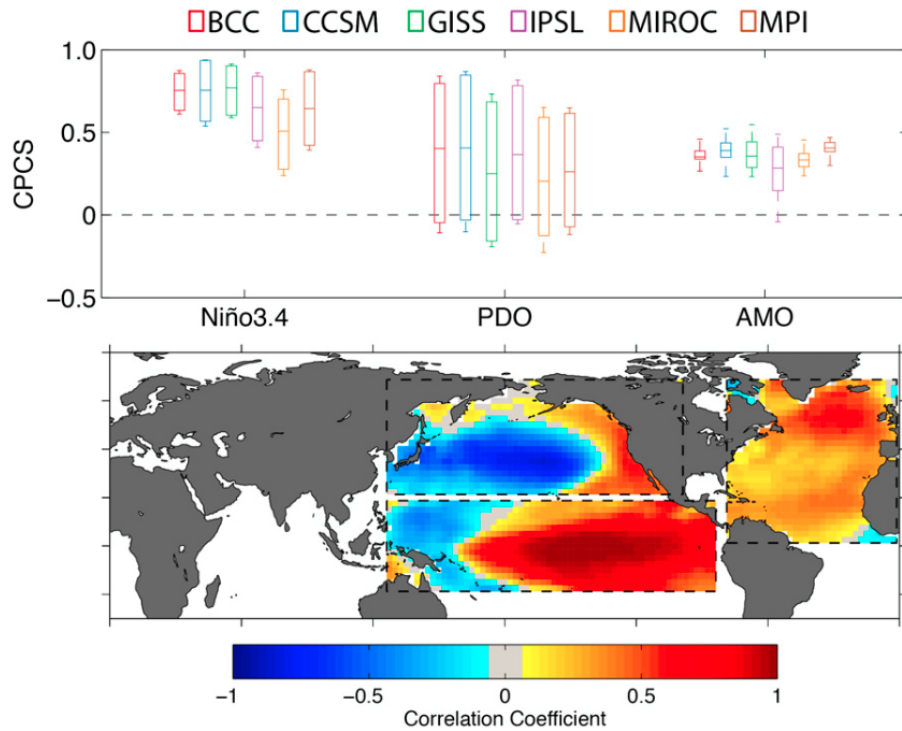 BCC CCSM GISS IPSL MIROC MPI
1.0
0.5
0
−0.5
CPCS
Niño3.4 PDO AMO
−1 −0.5 0 0.5 1
Correlation Coefficient